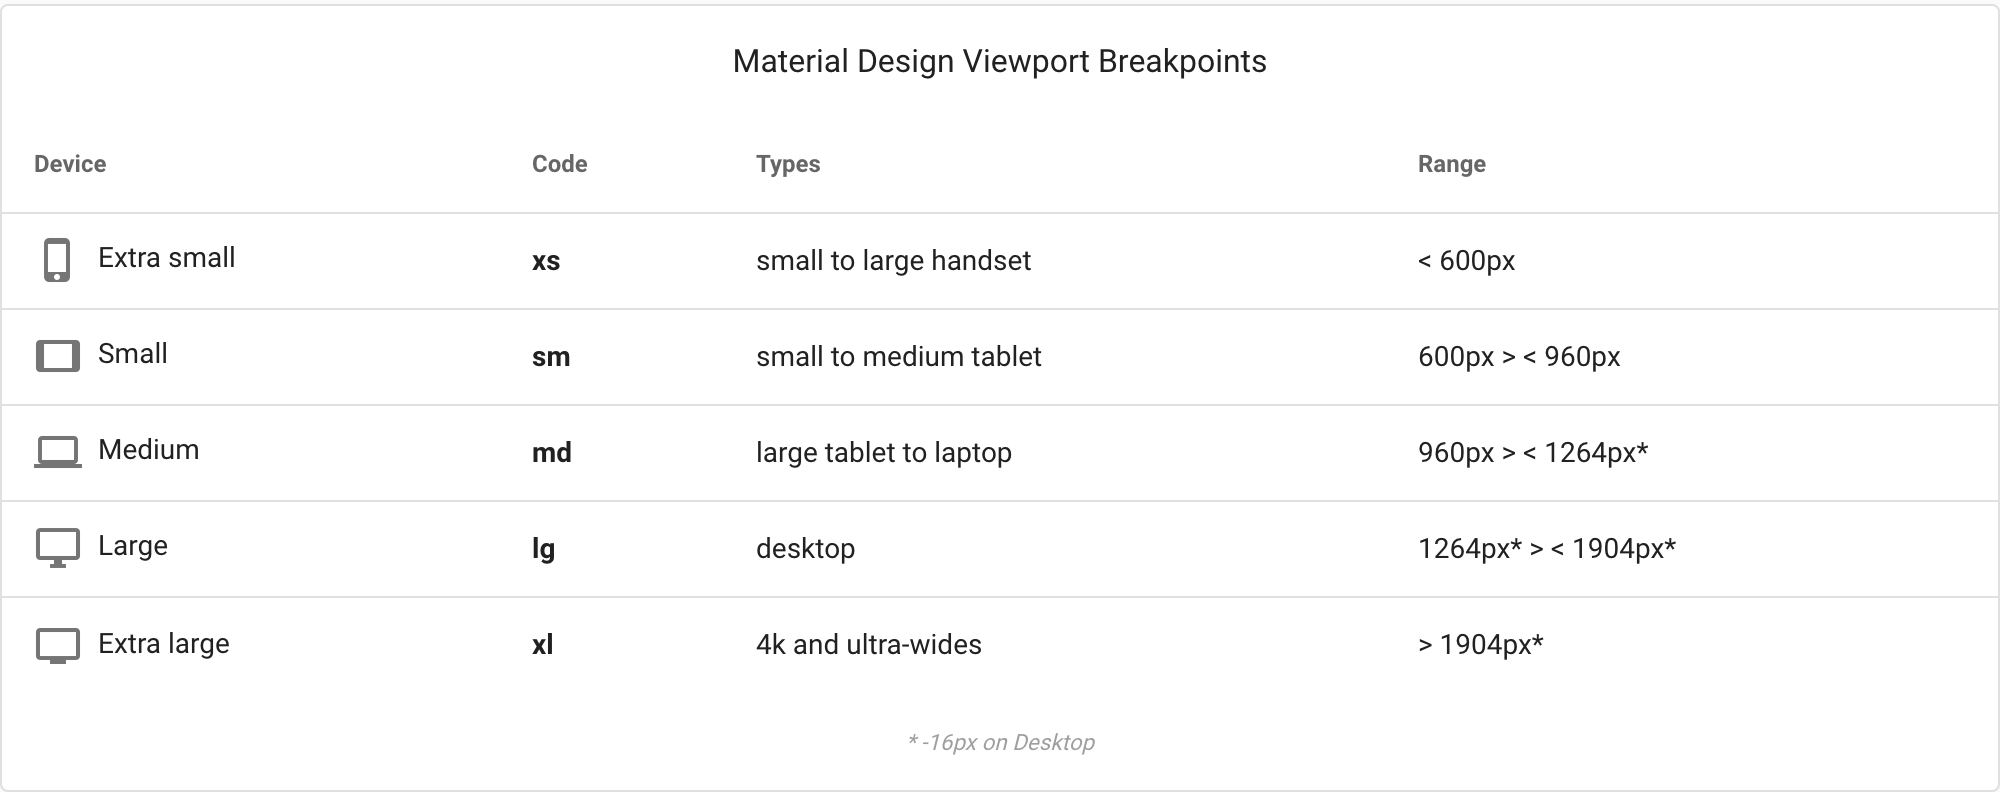 Material Design Viewport Breakpoints
Device Code Types Range
Extra small xs small to large handset < 600px
Small sm small to medium tablet 600px > < 960px
Medium md large tablet to laptop 960px > < 1264px*
Large lg desktop 1264px* > < 1904px*
Extra large xl 4k and ultra-wides > 1904px*
* -16px on Desktop